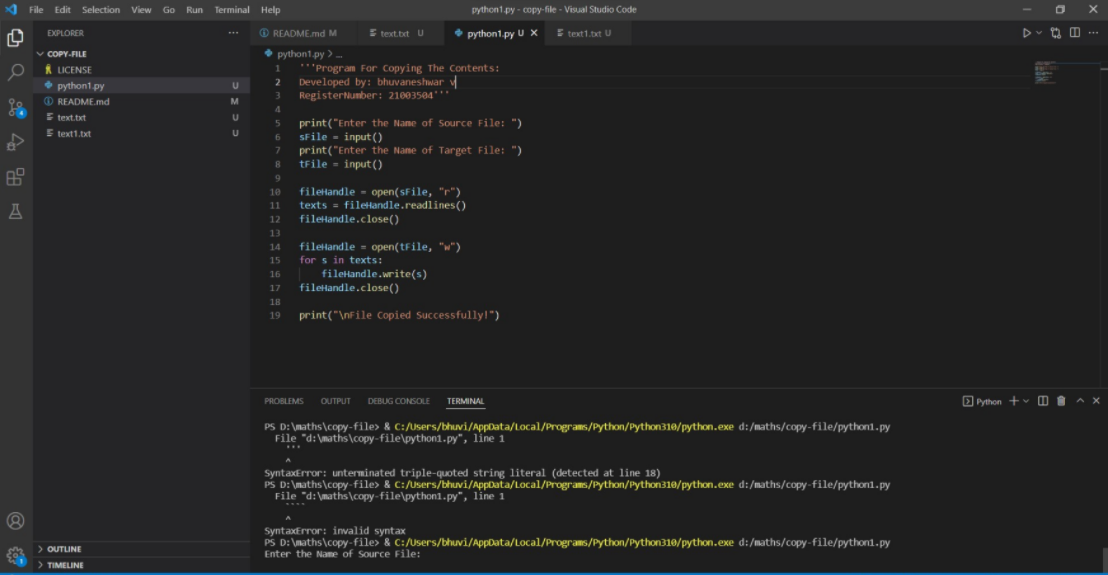 File Edit Selection View Go Run Terminal Help python1.py - copy-file - Visual Studio Code
EXPLORER ···
COPY-FILE
LICENSE
python1.py U
README.md M
text.txt U
text1.txt U
OUTLINE
TIMELINE
README.md M text.txt U python1.py U text1.txt U
python1.py > ...
1 '''Program For Copying The Contents:
2 Developed by: bhuvaneshwar v
3 RegisterNumber: 21003504'''
4
5 print("Enter the Name of Source File: ")
6 sFile = input()
7 print("Enter the Name of Target File: ")
8 tFile = input()
9
10 fileHandle = open(sFile, "r")
11 texts = fileHandle.readlines()
12 fileHandle.close()
13
14 fileHandle = open(tFile, "w")
15 for s in texts:
16 fileHandle.write(s)
17 fileHandle.close()
18
19 print("\nFile Copied Successfully!")
PROBLEMS OUTPUT DEBUG CONSOLE TERMINAL Python
PS D:\maths\copy-file> & C:/Users/bhuvi/AppData/Local/Programs/Python/Python310/python.exe d:/maths/copy-file/python1.py
File "d:\maths\copy-file\python1.py", line 1
'''
^
SyntaxError: unterminated triple-quoted string literal (detected at line 18)
PS D:\maths\copy-file> & C:/Users/bhuvi/AppData/Local/Programs/Python/Python310/python.exe d:/maths/copy-file/python1.py
File "d:\maths\copy-file\python1.py", line 1
````
^
SyntaxError: invalid syntax
PS D:\maths\copy-file> & C:/Users/bhuvi/AppData/Local/Programs/Python/Python310/python.exe d:/maths/copy-file/python1.py
Enter the Name of Source File: